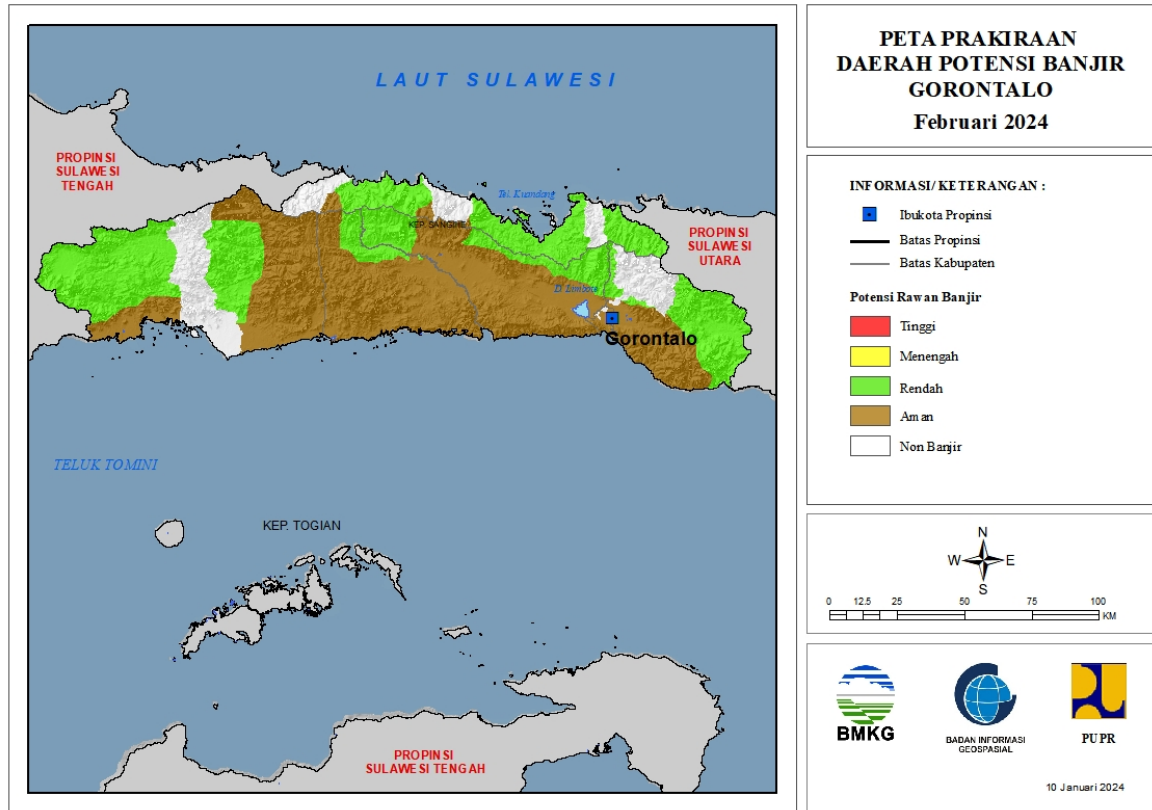 LAUT SULAWESI
PROPINSI
SULAWESI
TENGAH
Tel. Kuandang
KEP. SANGIHE
PROPINSI
SULAWESI
UTARA
D. Limboto
Gorontalo
TELUK TOMINI
KEP. TOGIAN
PROPINSI
SULAWESI TENGAH
PETA PRAKIRAAN
DAERAH POTENSI BANJIR
GORONTALO
Februari 2024
INFORMASI/KETERANGAN :
Ibukota Propinsi
Batas Propinsi
Batas Kabupaten
Potensi Rawan Banjir
Tinggi
Menengah
Rendah
Aman
Non Banjir
N
W E
S
0 12.5 25 50 75 100
KM
BMKG
BADAN INFORMASI
GEOSPASIAL
PUPR
10 Januari 2024